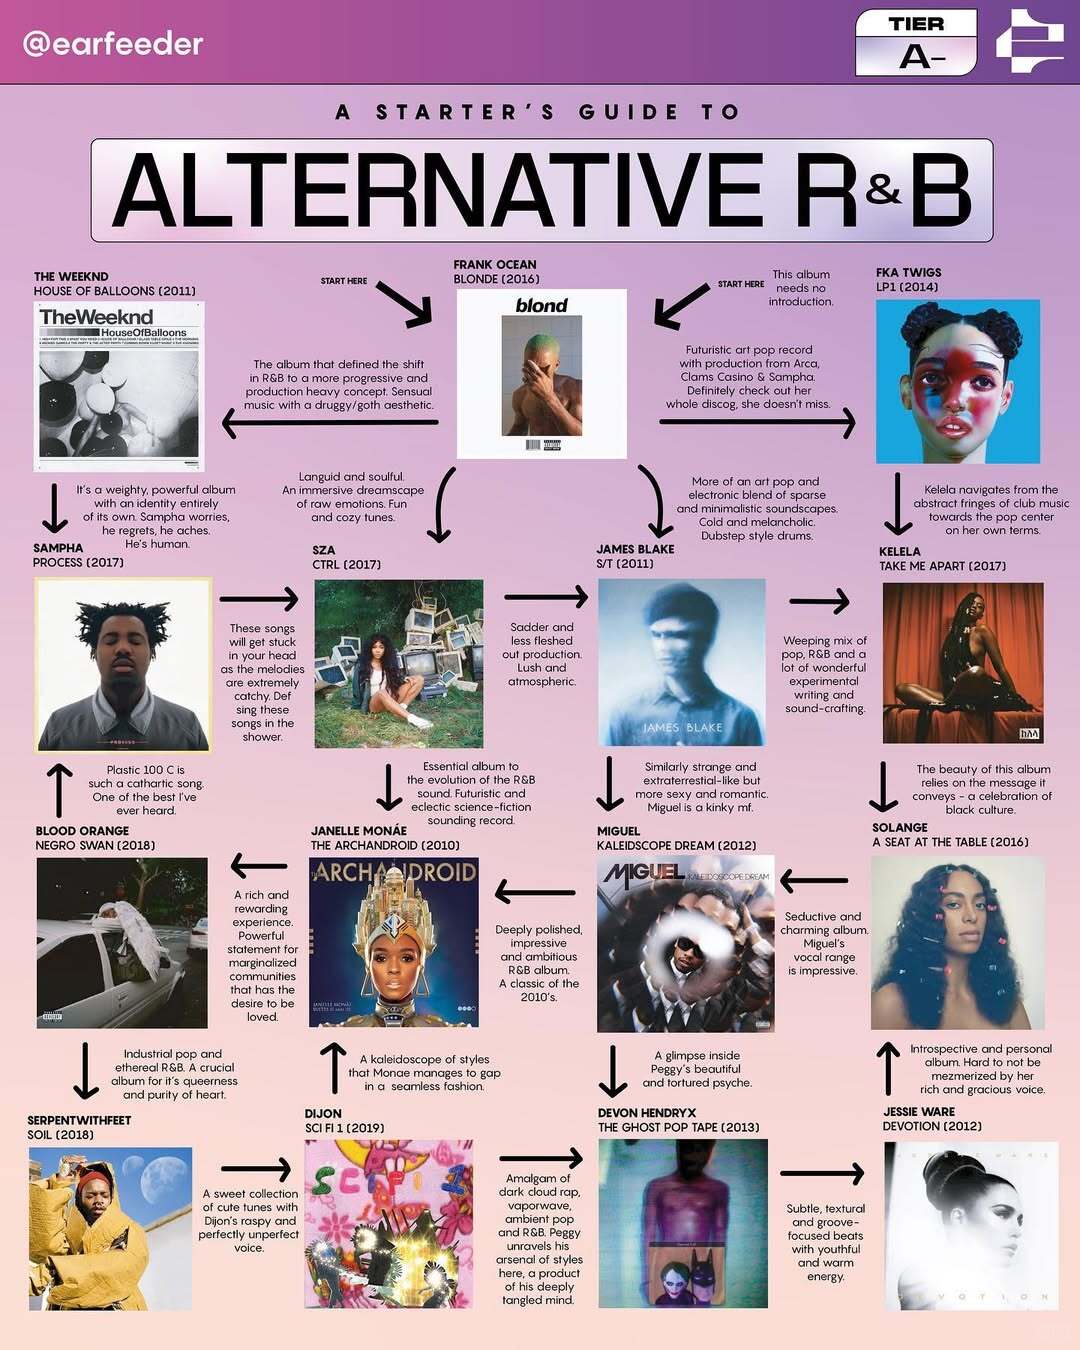 @earfeeder
TIER
A-
A STARTER'S GUIDE TO
ALTERNATIVE R&B
THE WEEKND
HOUSE OF BALLOONS (2011)
TheWeeknd
HouseOfBalloons
START HERE
FRANK OCEAN
BLONDE (2016)
blond
START HERE
This album
needs no
introduction.
FKA TWIGS
LP1 (2014)
The album that defined the shift
in R&B to a more progressive and
production heavy concept. Sensual
music with a druggy/goth aesthetic.
Futuristic art pop record
with production from Arca,
Clams Casino & Sampha.
Definitely check out her
whole discog, she doesn't miss.
It's a weighty, powerful album
with an identity entirely
of its own. Sampha worries,
he regrets, he aches.
He's human.
Languid and soulful.
An immersive dreamscape
of raw emotions. Fun
and cozy tunes.
More of an art pop and
electronic blend of sparse
and minimalistic soundscapes.
Cold and melancholic.
Dubstep style drums.
Kelela navigates from the
abstract fringes of club music
towards the pop center
on her own terms.
SAMPHA
PROCESS (2017)
PROCESS
These songs
will get stuck
in your head
as the melodies
are extremely
catchy. Def
sing these
songs in the
shower.
SZA
CTRL (2017)
Sadder and
less fleshed
out production.
Lush and
atmospheric.
JAMES BLAKE
S/T (2011)
JAMES BLAKE
Weeping mix of
pop, R&B and a
lot of wonderful
experimental
writing and
sound-crafting.
KELELA
TAKE ME APART (2017)
Plastic 100 C is
such a cathartic song.
One of the best I've
ever heard.
Essential album to
the evolution of the R&B
sound. Futuristic and
eclectic science-fiction
sounding record.
Similarly strange and
extraterrestial-like but
more sexy and romantic.
Miguel is a kinky mf.
The beauty of this album
relies on the message it
conveys - a celebration of
black culture.
BLOOD ORANGE
NEGRO SWAN (2018)
A rich and
rewarding
experience.
Powerful
statement for
marginalized
communities
that has the
desire to be
loved.
JANELLE MONÁE
THE ARCHANDROID (2010)
THE ARCHANDROID
JANELLE MONÁE
SUITES II AND III
Deeply polished,
impressive
and ambitious
R&B album.
A classic of the
2010's.
MIGUEL
KALEIDSCOPE DREAM (2012)
MIGUEL KALEIDOSCOPE DREAM
Seductive and
charming album.
Miguel's
vocal range
is impressive.
SOLANGE
A SEAT AT THE TABLE (2016)
Industrial pop and
ethereal R&B. A crucial
album for it's queerness
and purity of heart.
A kaleidoscope of styles
that Monae manages to gap
in a seamless fashion.
A glimpse inside
Peggy's beautiful
and tortured psyche.
Introspective and personal
album. Hard to not be
mezmerized by her
rich and gracious voice.
SERPENTWITHFEET
SOIL (2018)
A sweet collection
of cute tunes with
Dijon's raspy and
perfectly unperfect
voice.
DIJON
SCI FI 1 (2019)
SCI FI 1
Amalgam of
dark cloud rap,
vaporwave,
ambient pop
and R&B. Peggy
unravels his
arsenal of styles
here, a product
of his deeply
tangled mind.
DEVON HENDRYX
THE GHOST POP TAPE (2013)
Subtle, textural
and groove-
focused beats
with youthful
and warm
energy.
JESSIE WARE
DEVOTION (2012)
JESSIE WARE
DEVOTION